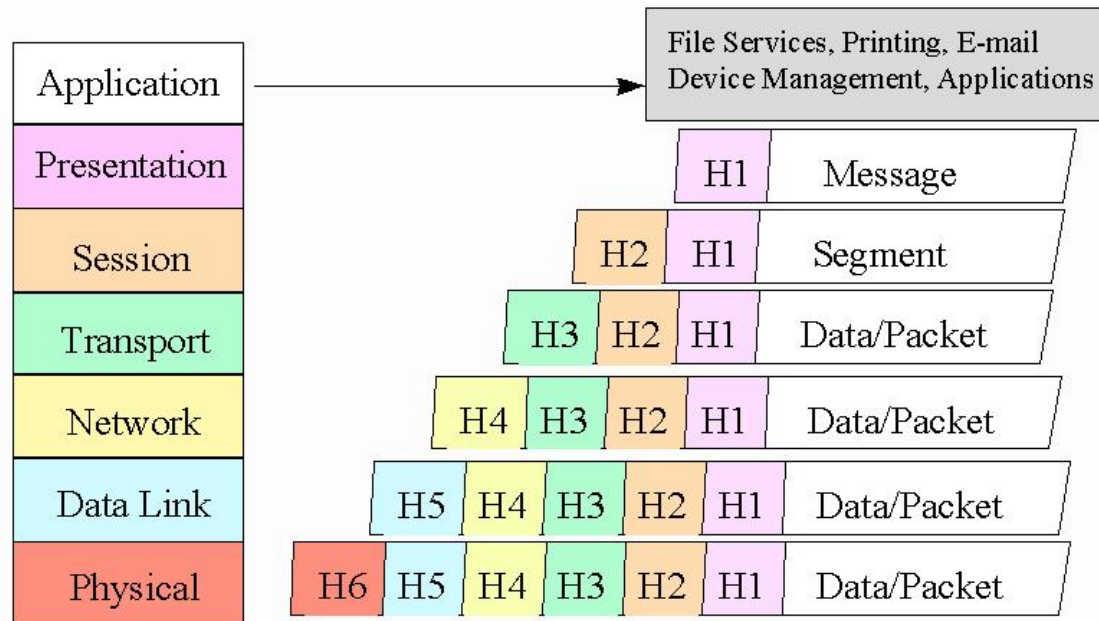 Application
File Services, Printing, E-mail
Device Management, Applications
Presentation
H1 Message
Session
H2 H1 Segment
Transport
H3 H2 H1 Data/Packet
Network
H4 H3 H2 H1 Data/Packet
Data Link
H5 H4 H3 H2 H1 Data/Packet
Physical
H6 H5 H4 H3 H2 H1 Data/Packet